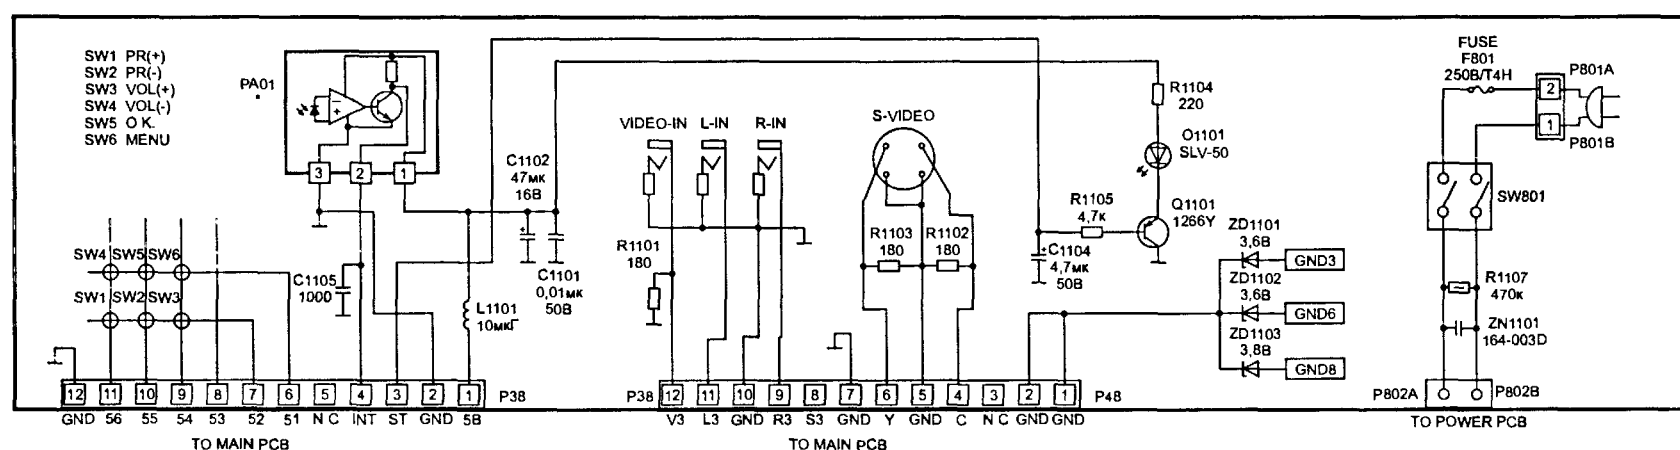 SW1 PR(+)
SW2 PR(-)
SW3 VOL(+)
SW4 VOL(-)
SW5 O K.
SW6 MENU
PA01
3 2 1
C1102
47мк
16В
C1101
0,01мк
50В
SW4 SW5 SW6
SW1 SW2 SW3
C1105
1000
L1101
10мкГ
12 11 10 9 8 7 6 5 4 3 2 1 P38
GND 56 55 54 53 52 51 N C INT ST GND 5В
TO MAIN PCB
VIDEO-IN L-IN R-IN
R1101
180
S-VIDEO
R1103
180
R1102
180
R1104
220
O1101
SLV-50
R1105
4,7к
Q1101
1266Y
C1104
4,7мк
50В
ZD1101
3,6В
GND3
ZD1102
3,6В
GND6
ZD1103
3,8В
GND8
P38 12 11 10 9 8 7 6 5 4 3 2 1 P48
V3 L3 GND R3 S3 GND Y GND C N C GND GND
TO MAIN PCB
FUSE
F801
250В/Т4Н
P801A
2
1
P801B
SW801
R1107
470к
ZN1101
164-003D
P802A P802B
TO POWER PCB